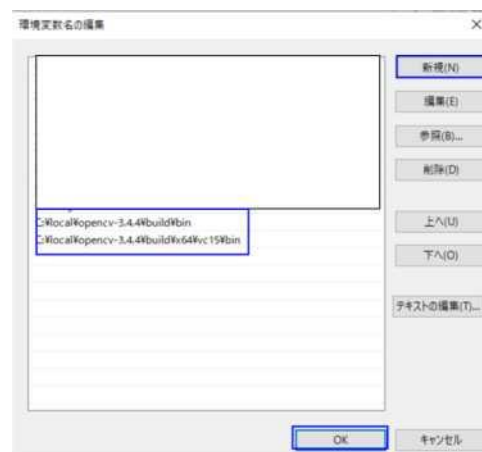 環境変数名の編集
新規(N)
編集(E)
参照(B)...
削除(D)
C:¥local¥opencv-3.4.4¥build¥bin
C:¥local¥opencv-3.4.4¥build¥x64¥vc15¥bin
上へ(U)
下へ(O)
テキストの編集(T)...
OK
キャンセル